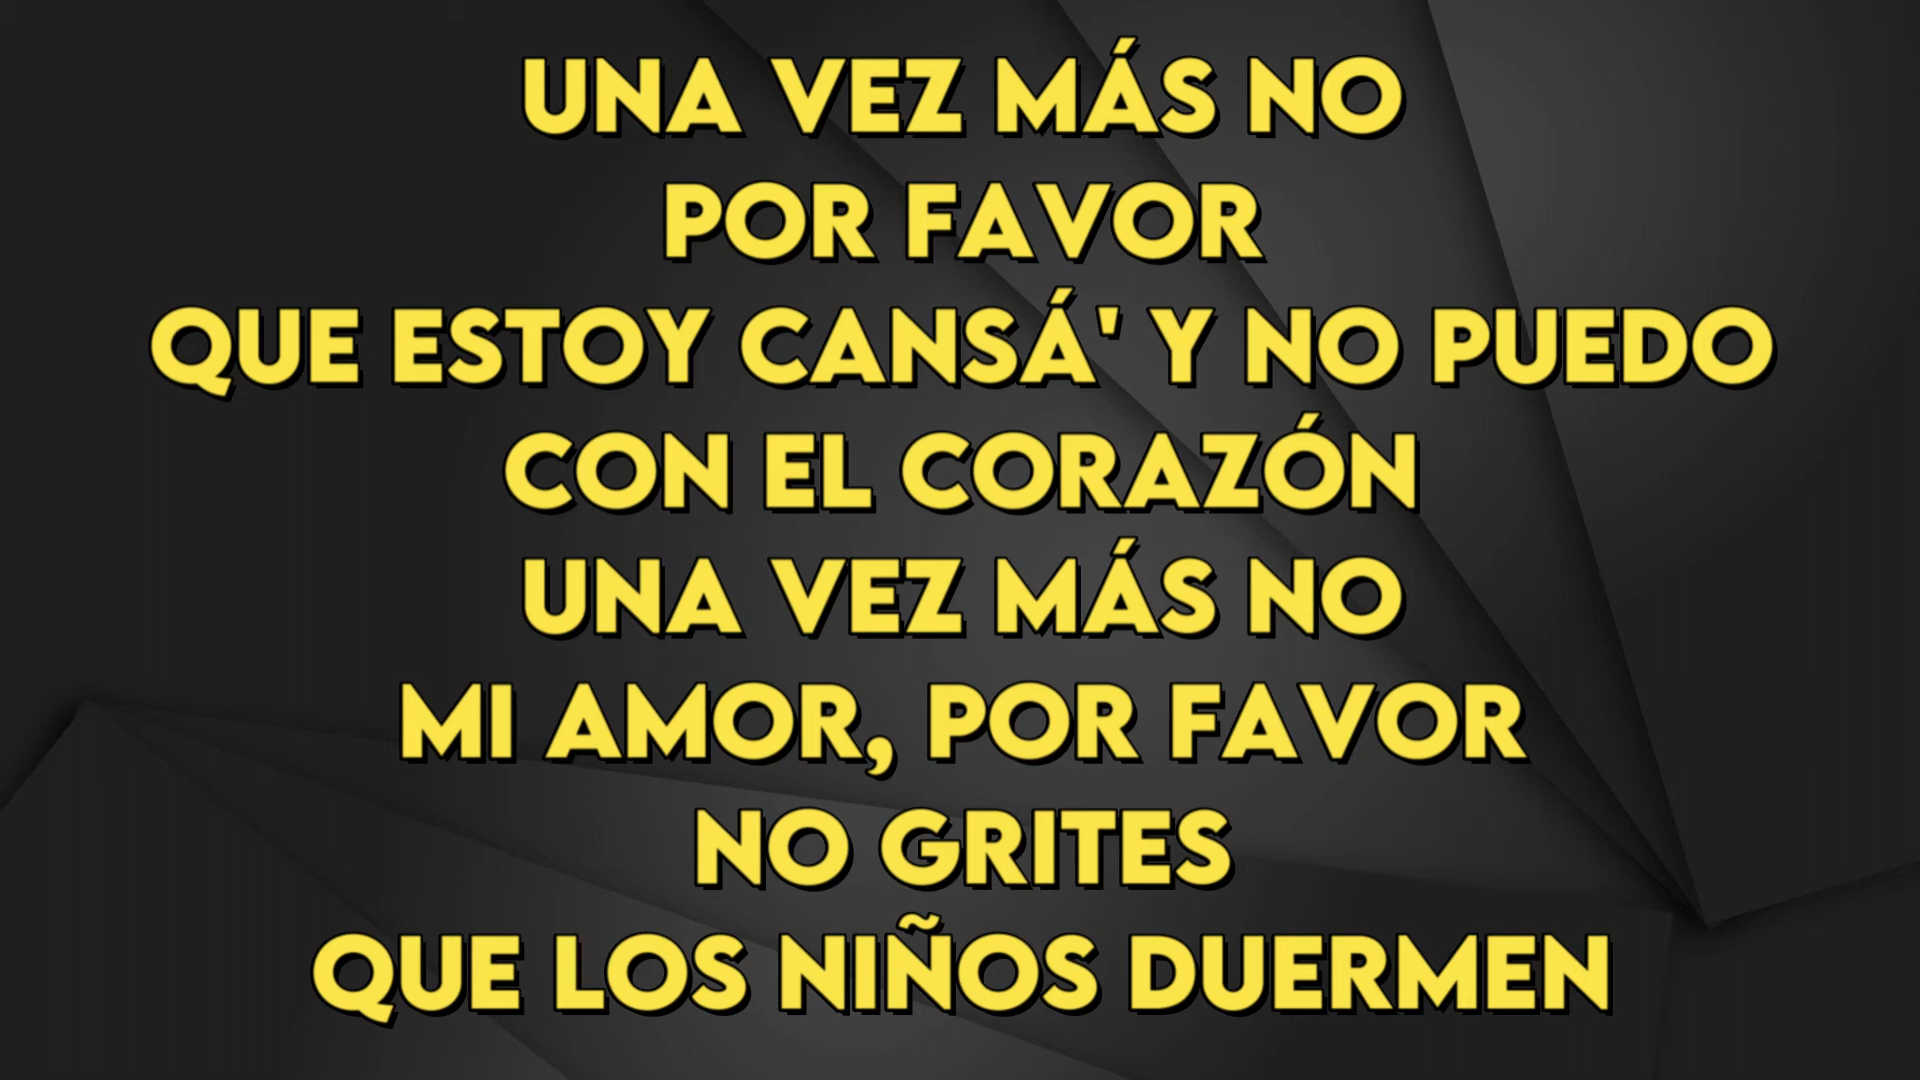 UNA VEZ MÁS NO
POR FAVOR
QUE ESTOY CANSÁ' Y NO PUEDO
CON EL CORAZÓN
UNA VEZ MÁS NO
MI AMOR, POR FAVOR
NO GRITES
QUE LOS NIÑOS DUERMEN